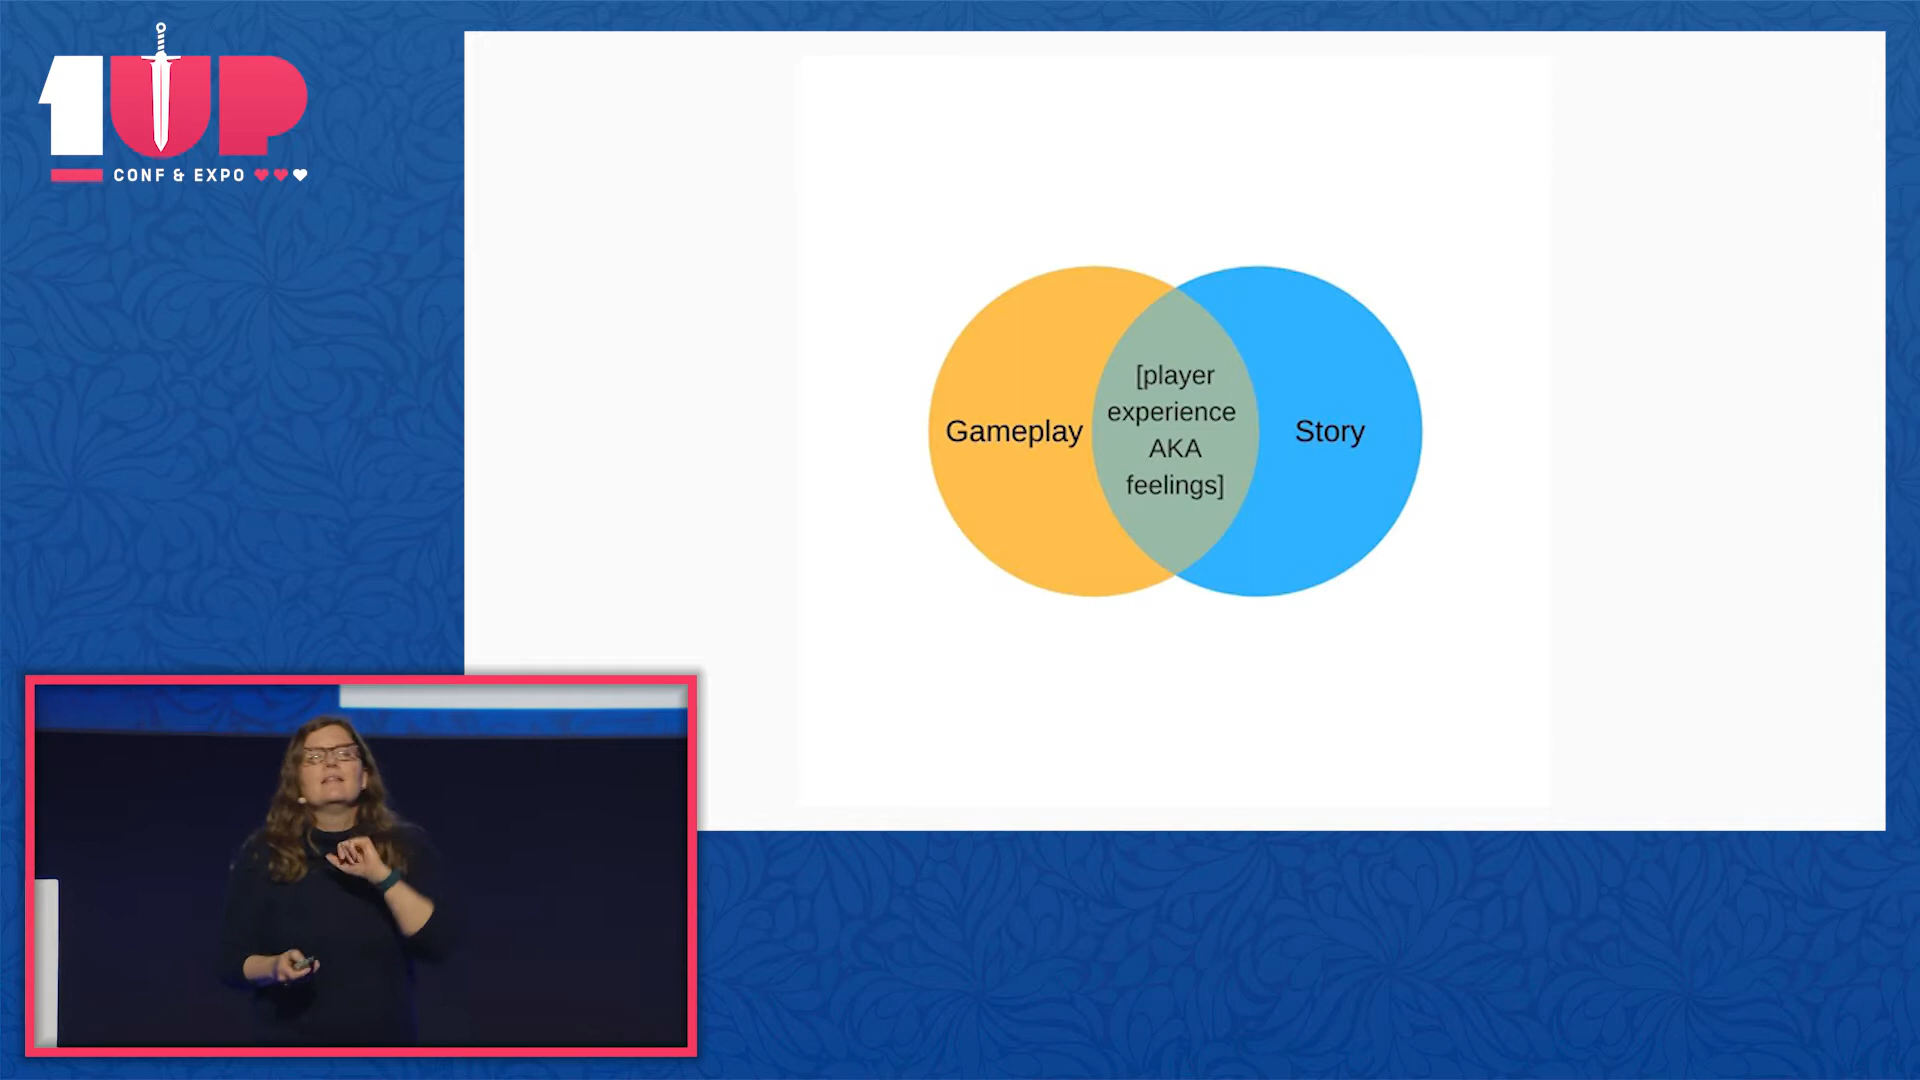 1UP
CONF & EXPO
Gameplay
[player
experience
AKA
feelings]
Story